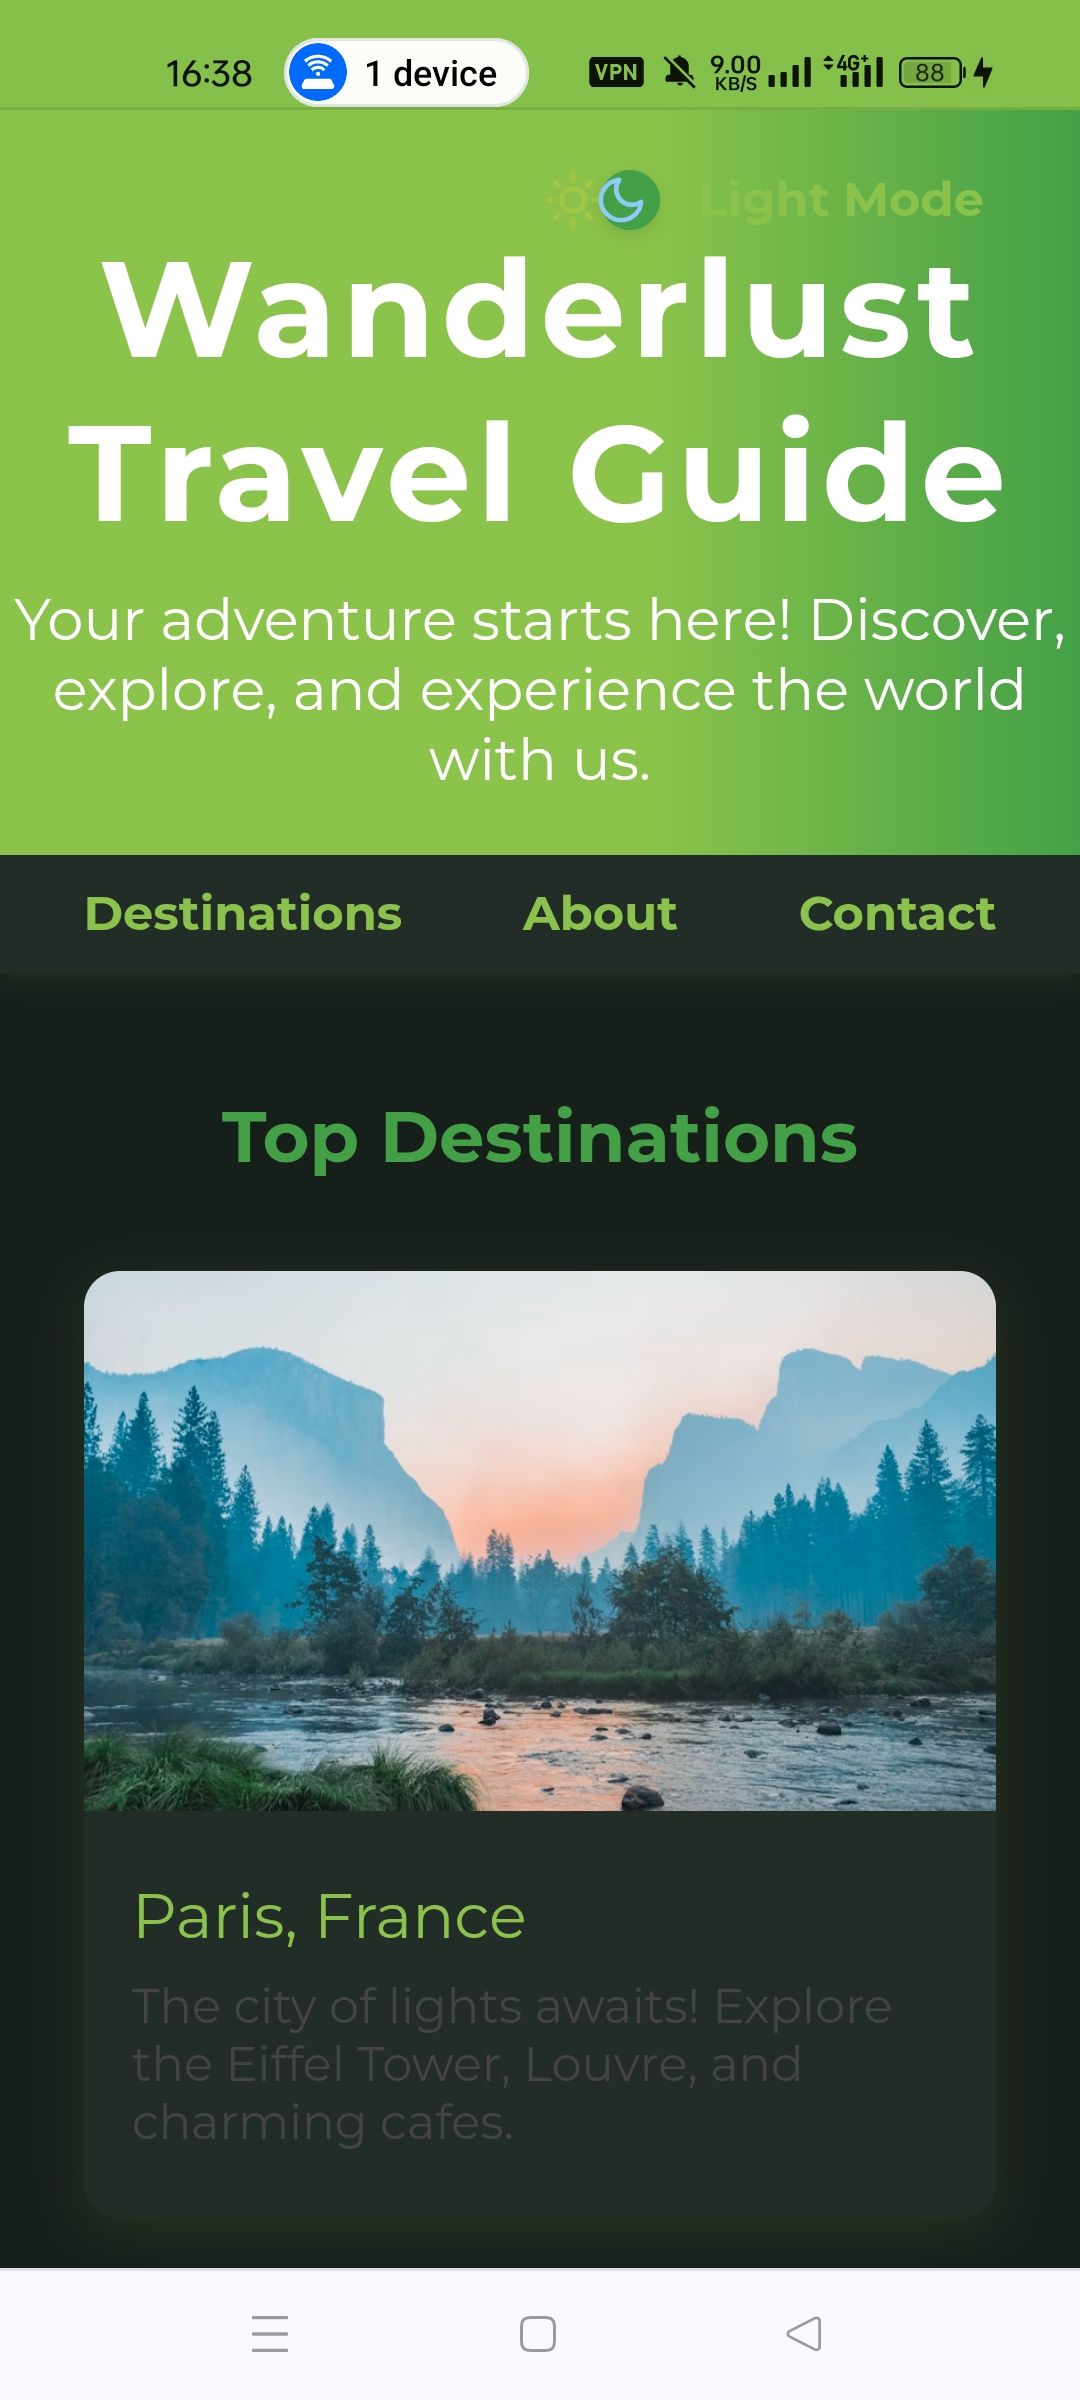 16:38 1 device VPN 9.00 KB/S 4G+ 88
Light Mode
Wanderlust
Travel Guide
Your adventure starts here! Discover,
explore, and experience the world
with us.
Destinations About Contact
Top Destinations
Paris, France
The city of lights awaits! Explore
the Eiffel Tower, Louvre, and
charming cafes.